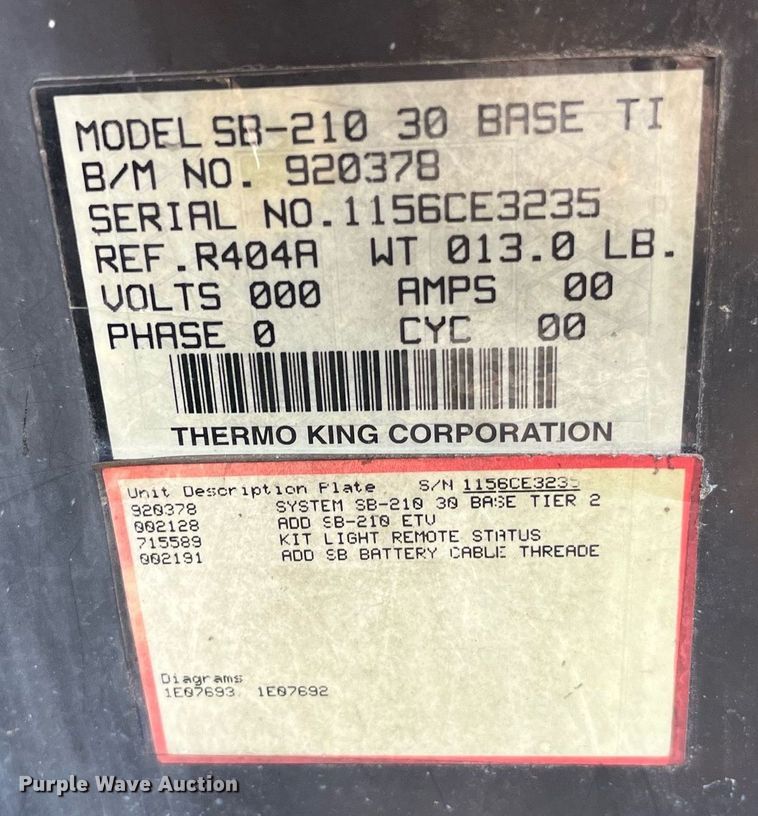 MODEL SB-210 30 BASE TI
B/M NO. 920378
SERIAL NO.1156CE3235
REF.R404A WT 013.0 LB.
VOLTS 000 AMPS 00
PHASE 0 CYC 00
THERMO KING CORPORATION
Unit Description Plate S/N 1156CE3235
920378 SYSTEM SB-210 30 BASE TIER 2
002128 ADD SB-210 ETV
715589 KIT LIGHT REMOTE STATUS
002191 ADD SB BATTERY CABLE THREADE
Diagrams
1E07693, 1E07692
Purple Wave Auction